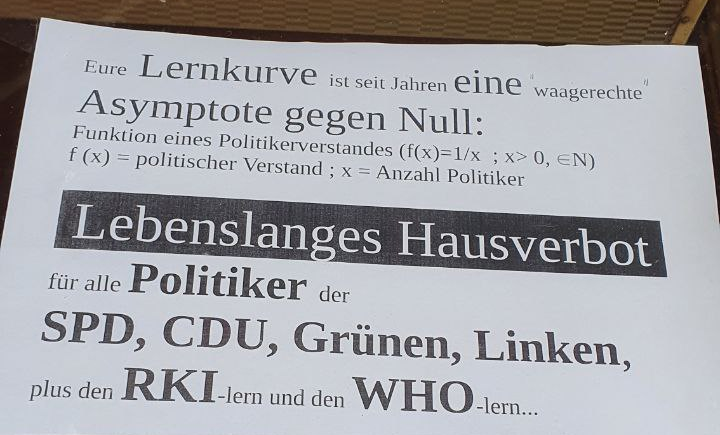 Eure Lernkurve ist seit Jahren eine "waagerechte"
Asymptote gegen Null:
Funktion eines Politikerverstandes (f(x)=1/x ; x> 0, ∈N)
f (x) = politischer Verstand ; x = Anzahl Politiker
Lebenslanges Hausverbot
für alle Politiker der
SPD, CDU, Grünen, Linken,
plus den RKI-lern und den WHO-lern...